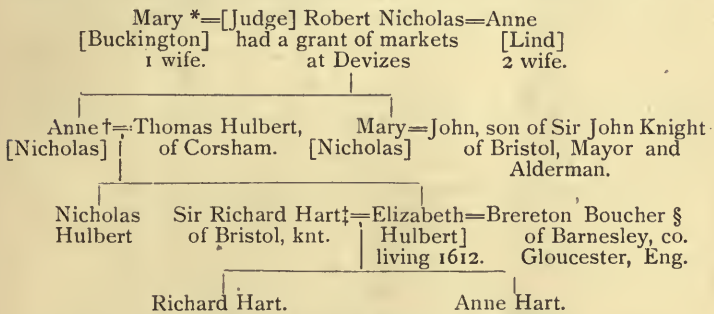 Mary *=[Judge] Robert Nicholas=Anne
[Buckington] had a grant of markets [Lind]
1 wife. at Devizes 2 wife.
Anne†=Thomas Hulbert, Mary=John, son of Sir John Knight
[Nicholas] of Corsham. [Nicholas] of Bristol, Mayor and
Alderman.
Nicholas Sir Richard Hart‡=Elizabeth=Brereton Boucher §
Hulbert of Bristol, knt. Hulbert] of Barnesley, co.
living 1612. Gloucester, Eng.
Richard Hart. Anne Hart.